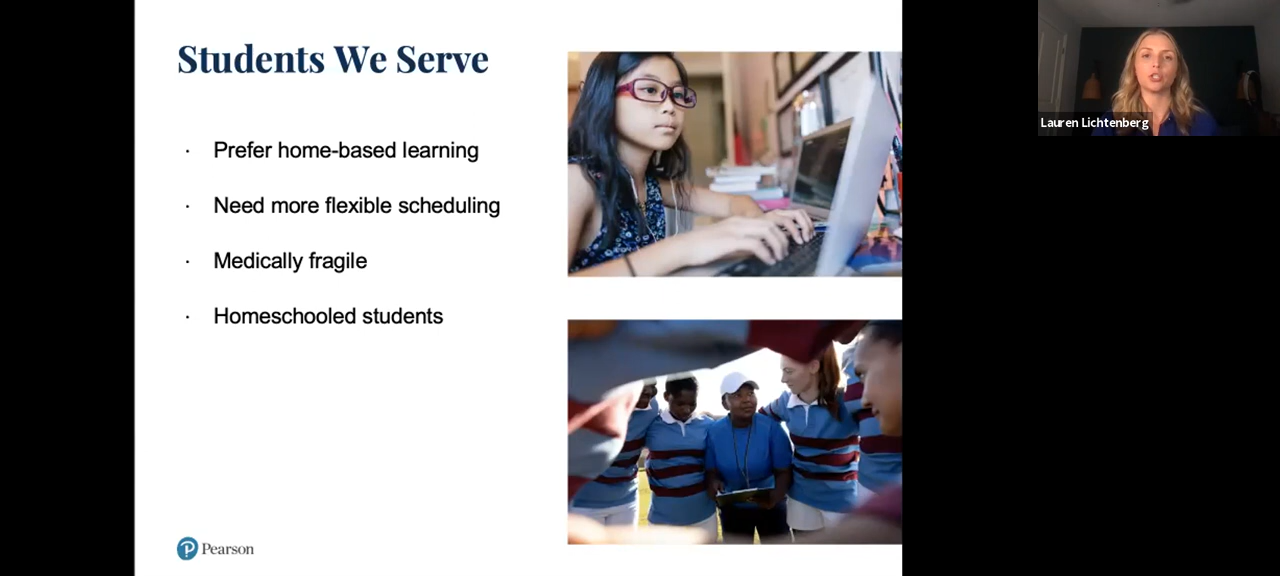 Students We Serve
· Prefer home-based learning
· Need more flexible scheduling
· Medically fragile
· Homeschooled students
Pearson
Lauren Lichtenberg